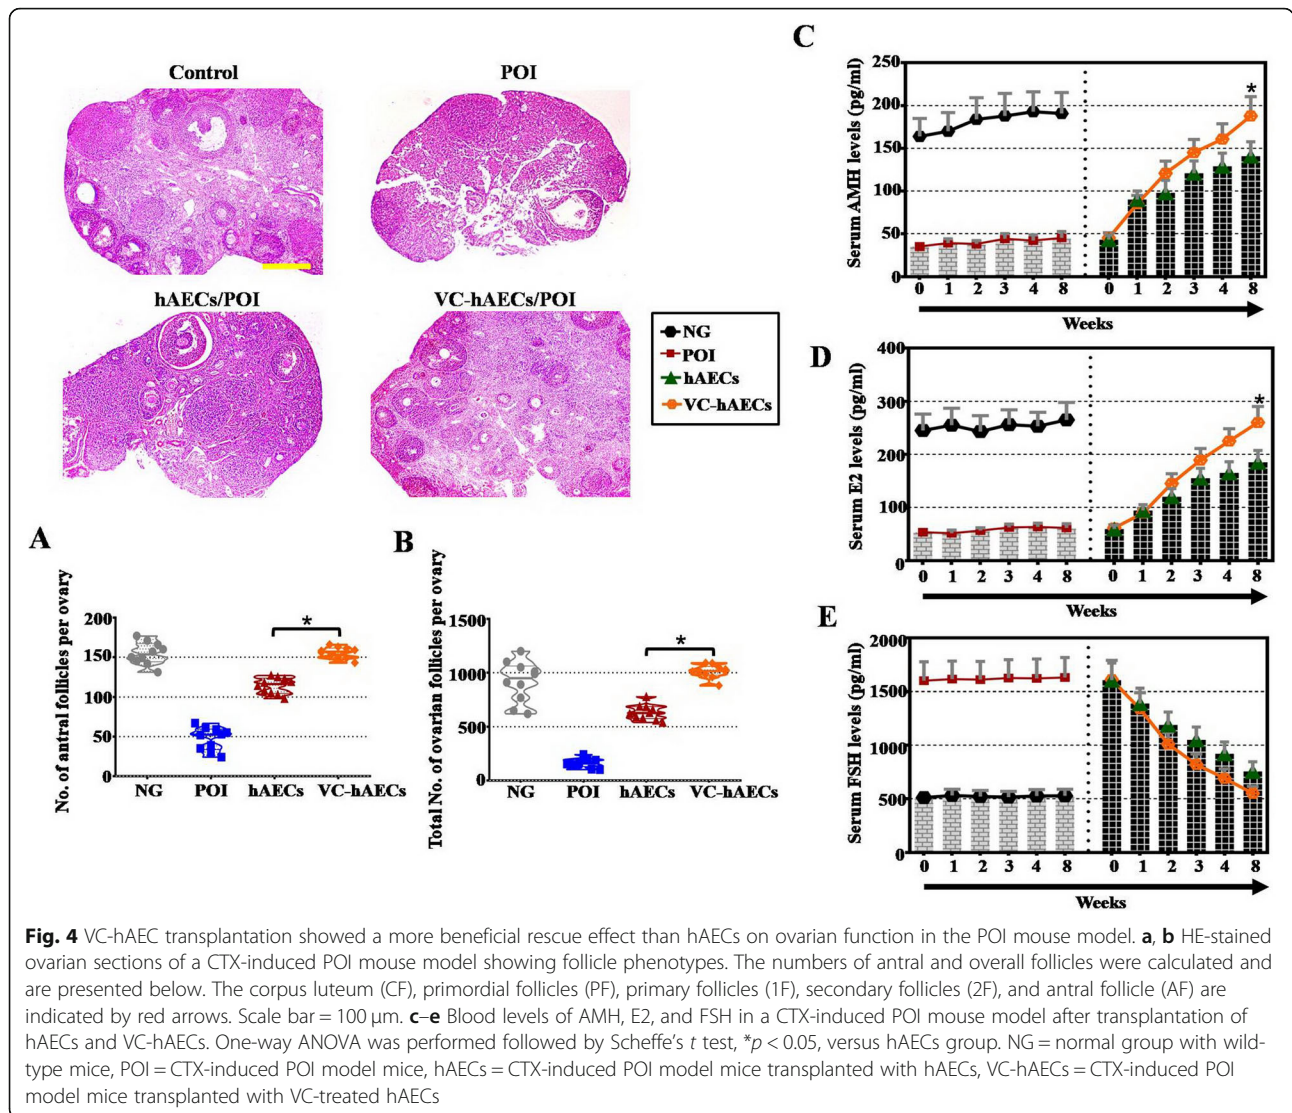 Control
POI
hAECs/POI
VC-hAECs/POI
NG
POI
hAECs
VC-hAECs
A
No. of antral follicles per ovary
200
150
100
50
0
*
NG POI hAECs VC-hAECs
B
Total No. of ovarian follicles per ovary
1500
1000
500
0
*
NG POI hAECs VC-hAECs
C
Serum AMH levels (pg/ml)
250
200
150
100
50
0
*
0 1 2 3 4 8 0 1 2 3 4 8
Weeks
D
Serum E2 levels (pg/ml)
400
300
200
100
0
*
0 1 2 3 4 8 0 1 2 3 4 8
Weeks
E
Serum FSH levels (pg/ml)
2000
1500
1000
500
0
0 1 2 3 4 8 0 1 2 3 4 8
Weeks
Fig. 4 VC-hAEC transplantation showed a more beneficial rescue effect than hAECs on ovarian function in the POI mouse model. a, b HE-stained
ovarian sections of a CTX-induced POI mouse model showing follicle phenotypes. The numbers of antral and overall follicles were calculated and
are presented below. The corpus luteum (CF), primordial follicles (PF), primary follicles (1F), secondary follicles (2F), and antral follicle (AF) are
indicated by red arrows. Scale bar = 100 μm. c–e Blood levels of AMH, E2, and FSH in a CTX-induced POI mouse model after transplantation of
hAECs and VC-hAECs. One-way ANOVA was performed followed by Scheffe's t test, *p < 0.05, versus hAECs group. NG = normal group with wild-
type mice, POI = CTX-induced POI model mice, hAECs = CTX-induced POI model mice transplanted with hAECs, VC-hAECs = CTX-induced POI
model mice transplanted with VC-treated hAECs